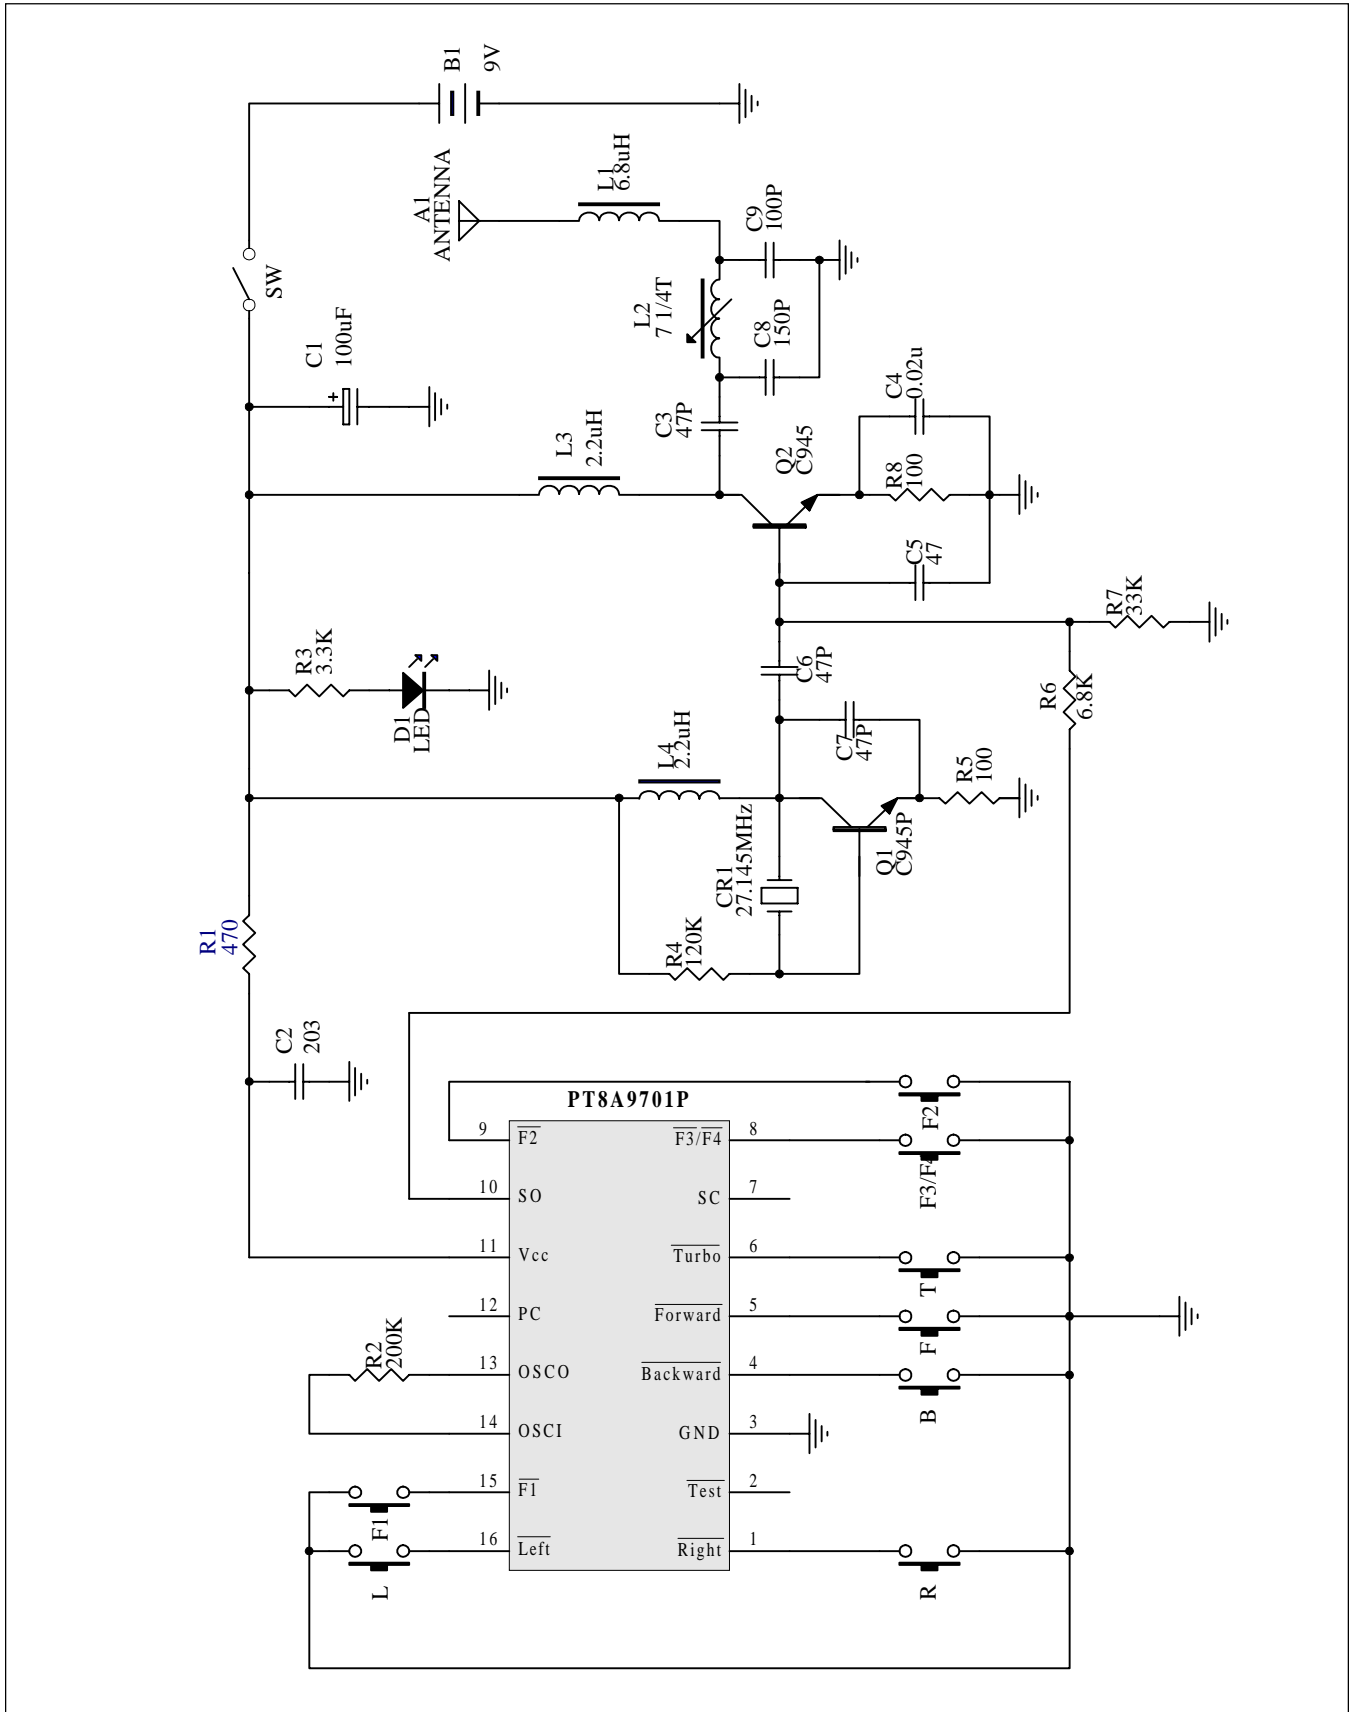 B1
9V
A1
ANTENNA
L1
6.8uH
SW
C1
100uF
L2
7 1/4T
C9
100P
C8
150P
L3
2.2uH
C3
47P
Q2
C945
C4
0.02u
R8
100
C5
47
R3
3.3K
D1
LED
C6
47P
R7
33K
R6
6.8K
L4
2.2uH
C7
47P
R5
100
R1
470
CR1
27.145MHz
Q1
C945P
R4
120K
C2
203
PT8A9701P
9
F2
F3/F4
8
10
SO
SC
7
11
Vcc
Turbo
6
12
PC
Forward
5
13
OSCO
Backward
4
14
OSCI
GND
3
15
F1
Test
2
16
Left
Right
1
R2
200K
F1
L
F2
F3/F4
T
F
B
R